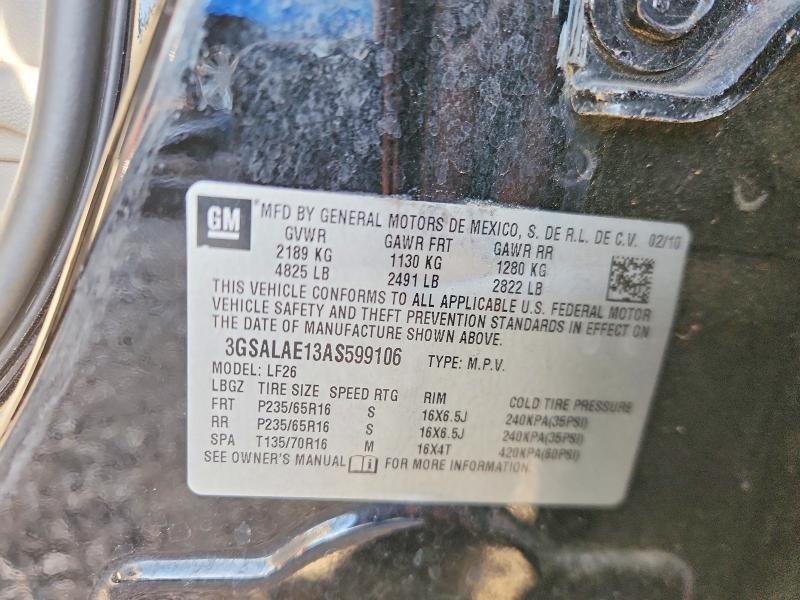 GM MFD BY GENERAL MOTORS DE MEXICO, S. DE R.L. DE C.V. 02/10
GVWR GAWR FRT GAWR RR
2189 KG 1130 KG 1280 KG
4825 LB 2491 LB 2822 LB
THIS VEHICLE CONFORMS TO ALL APPLICABLE U.S. FEDERAL MOTOR
VEHICLE SAFETY AND THEFT PREVENTION STANDARDS IN EFFECT ON
THE DATE OF MANUFACTURE SHOWN ABOVE.
3GSALAE13AS599106 TYPE: M.P.V.
MODEL: LF26
LBGZ TIRE SIZE SPEED RTG RIM COLD TIRE PRESSURE
FRT P235/65R16 S 16X6.5J 240KPA(35PSI)
RR P235/65R16 S 16X6.5J 240KPA(35PSI)
SPA T135/70R16 M 16X4T 420KPA(60PSI)
SEE OWNER'S MANUAL FOR MORE INFORMATION.